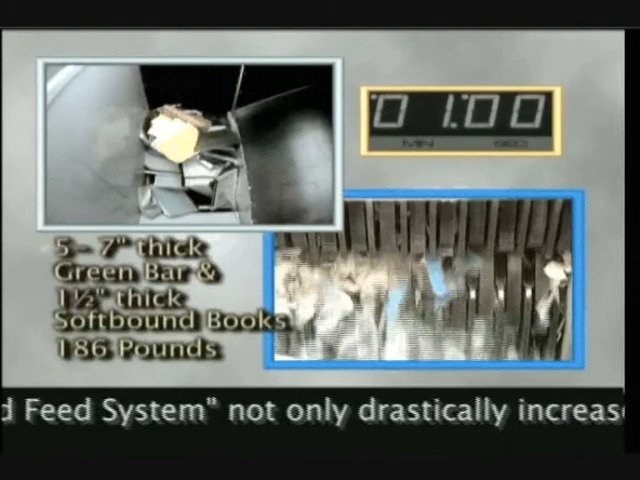 01:00
MIN SEC
5 – 7" thick
Green Bar &
1½" thick
Softbound Books
186 Pounds
d Feed System" not only drastically increase